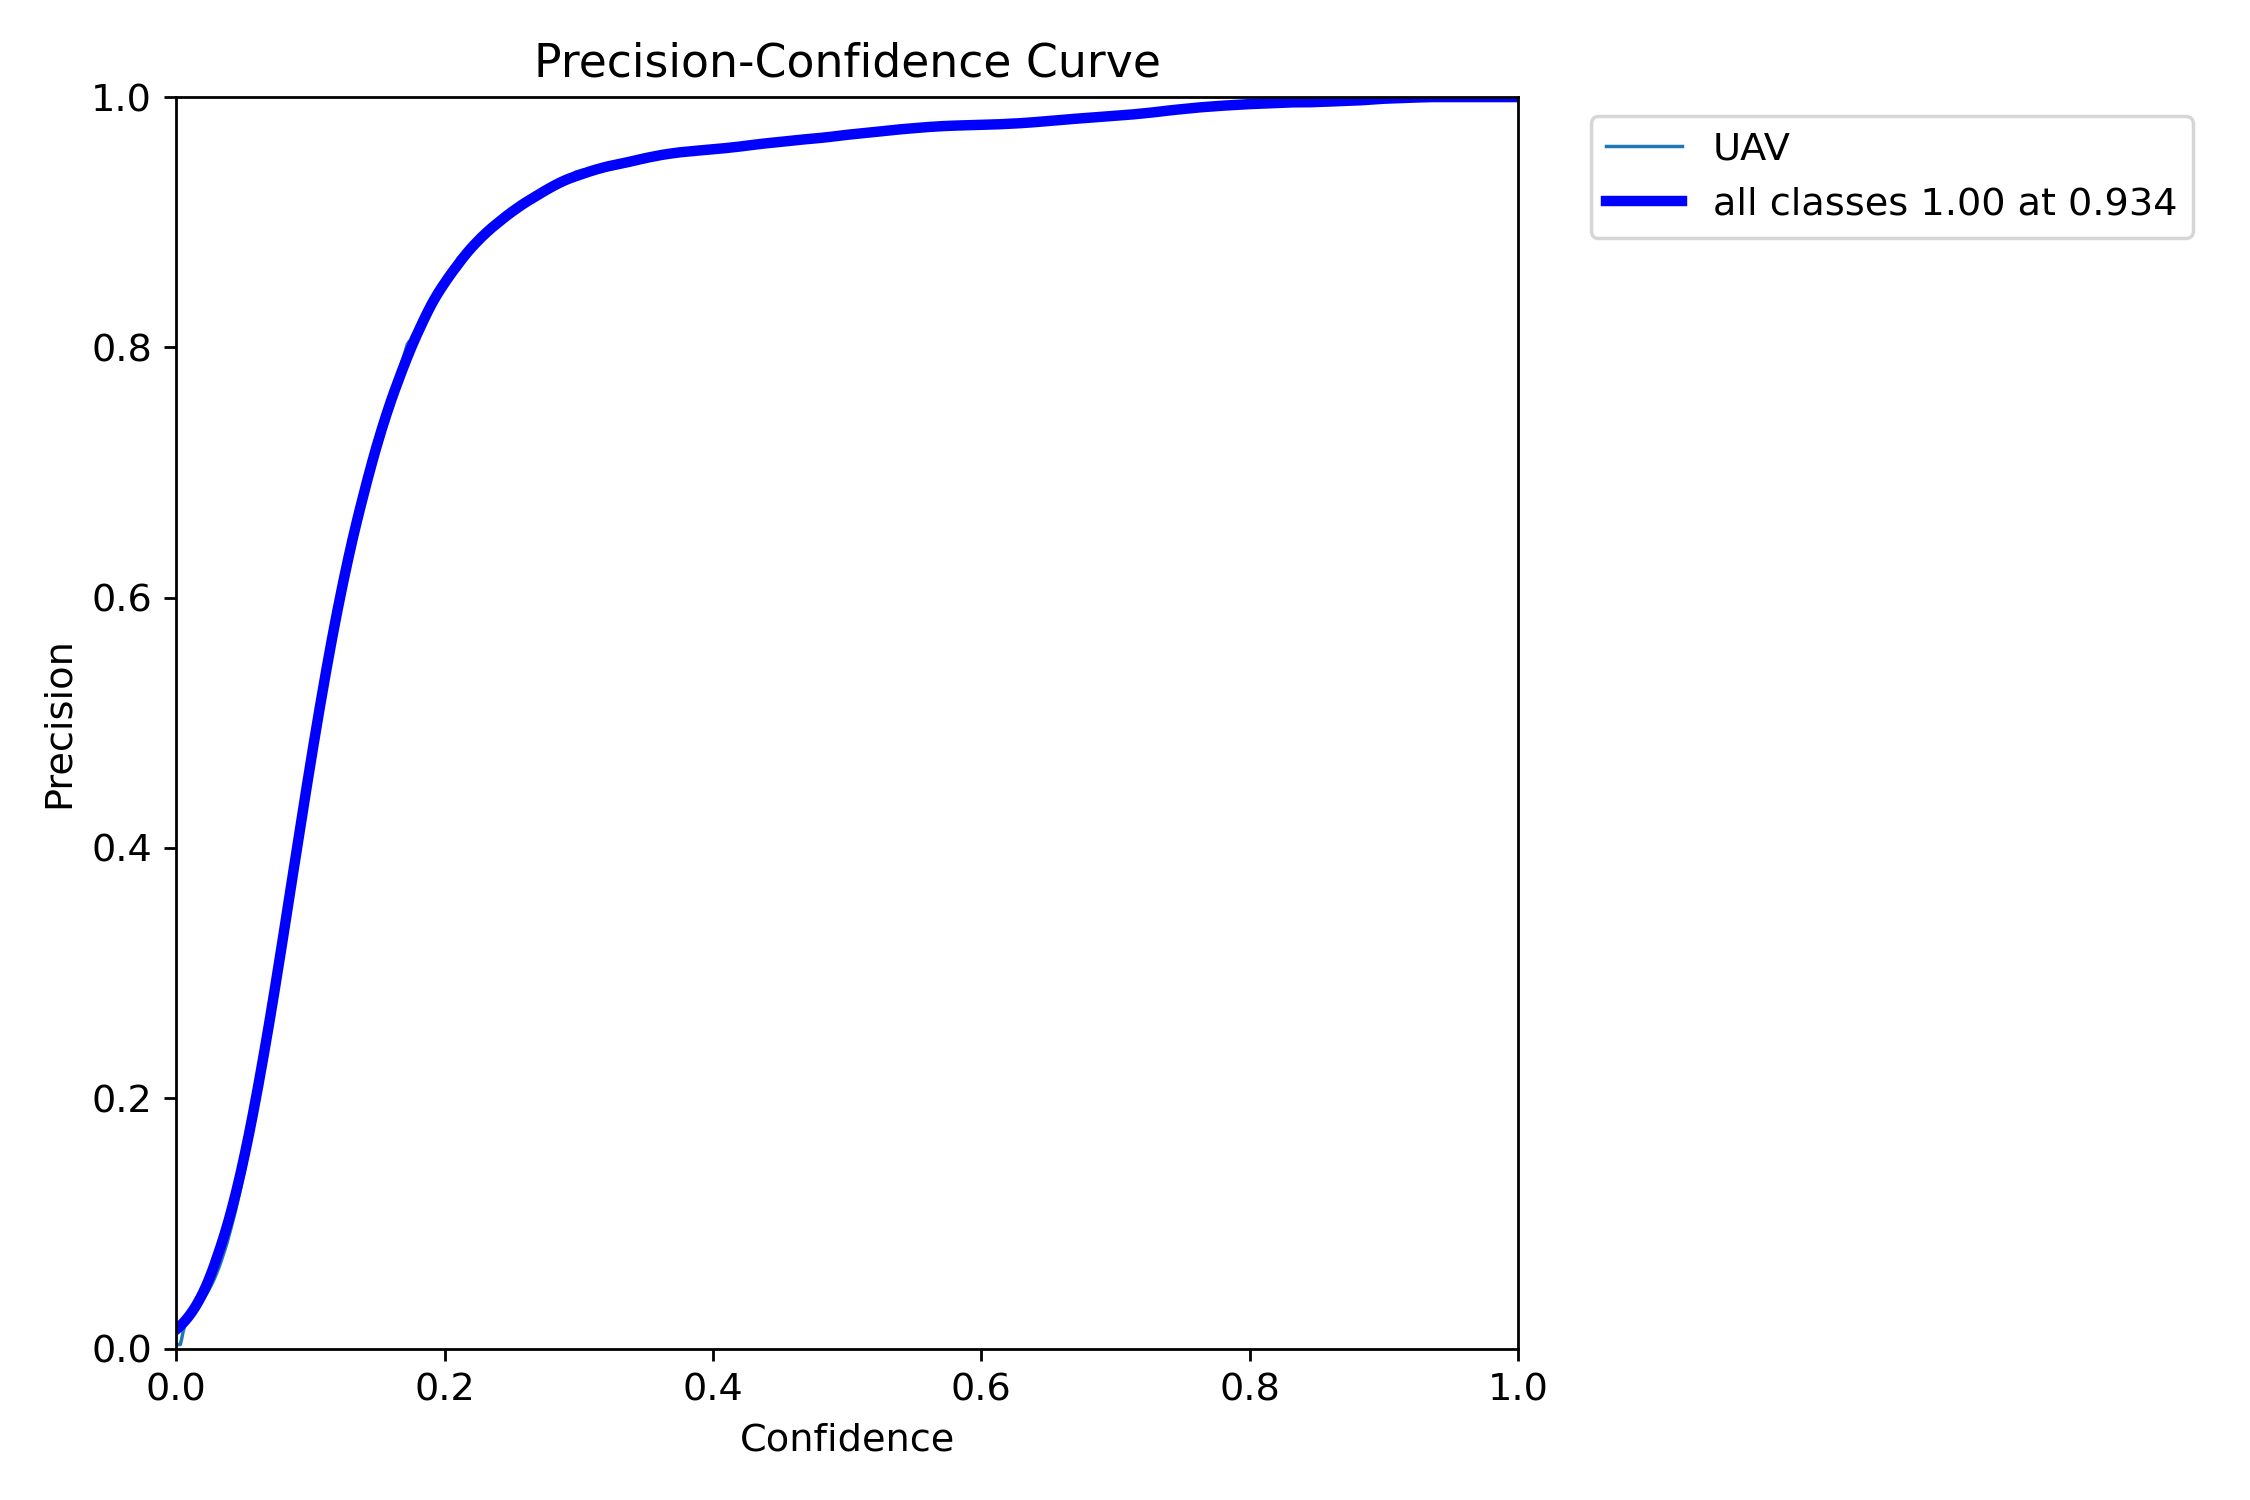 Precision-Confidence Curve
1.0
0.8
0.6
0.4
0.2
0.0
Precision
0.0 0.2 0.4 0.6 0.8 1.0
Confidence
UAV
all classes 1.00 at 0.934